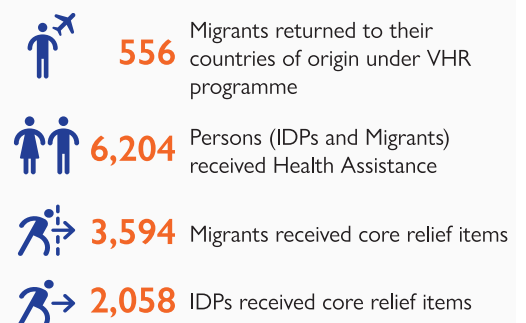 556 Migrants returned to their
countries of origin under VHR
programme
6,204 Persons (IDPs and Migrants)
received Health Assistance
3,594 Migrants received core relief items
2,058 IDPs received core relief items